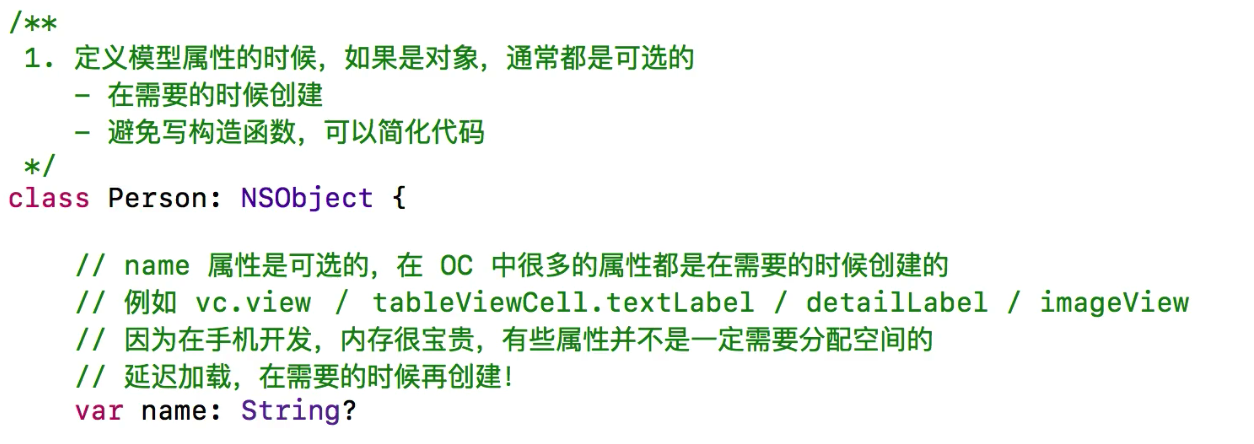 /**
 1. 定义模型属性的时候，如果是对象，通常都是可选的
    - 在需要的时候创建
    - 避免写构造函数，可以简化代码
 */
class Person: NSObject {
    // name 属性是可选的，在 OC 中很多的属性都是在需要的时候创建的
    // 例如 vc.view / tableViewCell.textLabel / detailLabel / imageView
    // 因为在手机开发，内存很宝贵，有些属性并不是一定需要分配空间的
    // 延迟加载，在需要的时候再创建！
    var name: String?